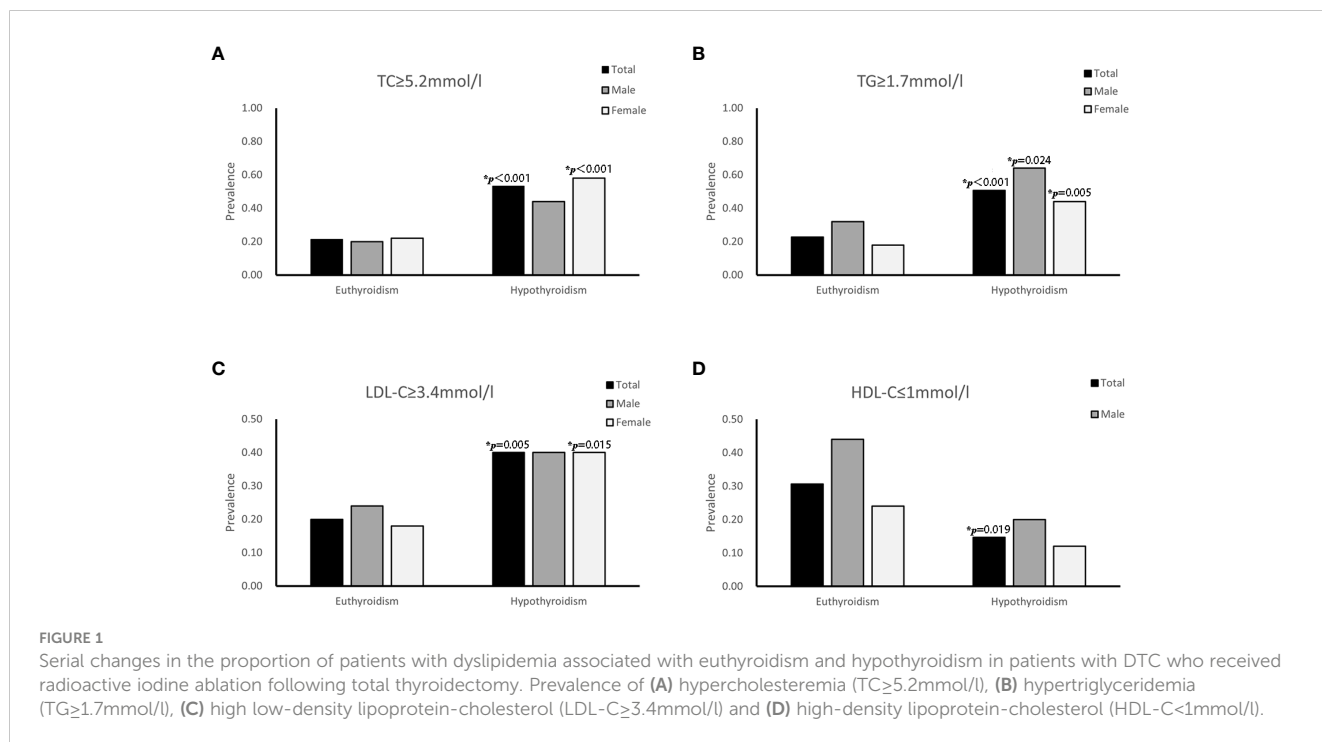 A
TC≥5.2mmol/l
Total
Male
Female
1.00
0.80
0.60
0.40
0.20
0.00
Prevalence
*p<0.001
*p<0.001
Euthyroidism
Hypothyroidism
B
TG≥1.7mmol/l
Total
Male
Female
1.00
0.80
0.60
0.40
0.20
0.00
Prevalence
*p=0.024
*p<0.001
*p=0.005
Euthyroidism
Hypothyroidism
C
LDL-C≥3.4mmol/l
Total
Male
Female
0.50
0.40
0.30
0.20
0.10
0.00
Prevalence
*p=0.005
*p=0.015
Euthyroidism
Hypothyroidism
D
HDL-C≤1mmol/l
Total
Male
0.50
0.40
0.30
0.20
0.10
0.00
Prevalence
*p=0.019
Euthyroidism
Hypothyroidism
FIGURE 1
Serial changes in the proportion of patients with dyslipidemia associated with euthyroidism and hypothyroidism in patients with DTC who received
radioactive iodine ablation following total thyroidectomy. Prevalence of (A) hypercholesteremia (TC≥5.2mmol/l), (B) hypertriglyceridemia
(TG≥1.7mmol/l), (C) high low-density lipoprotein-cholesterol (LDL-C≥3.4mmol/l) and (D) high-density lipoprotein-cholesterol (HDL-C<1mmol/l).